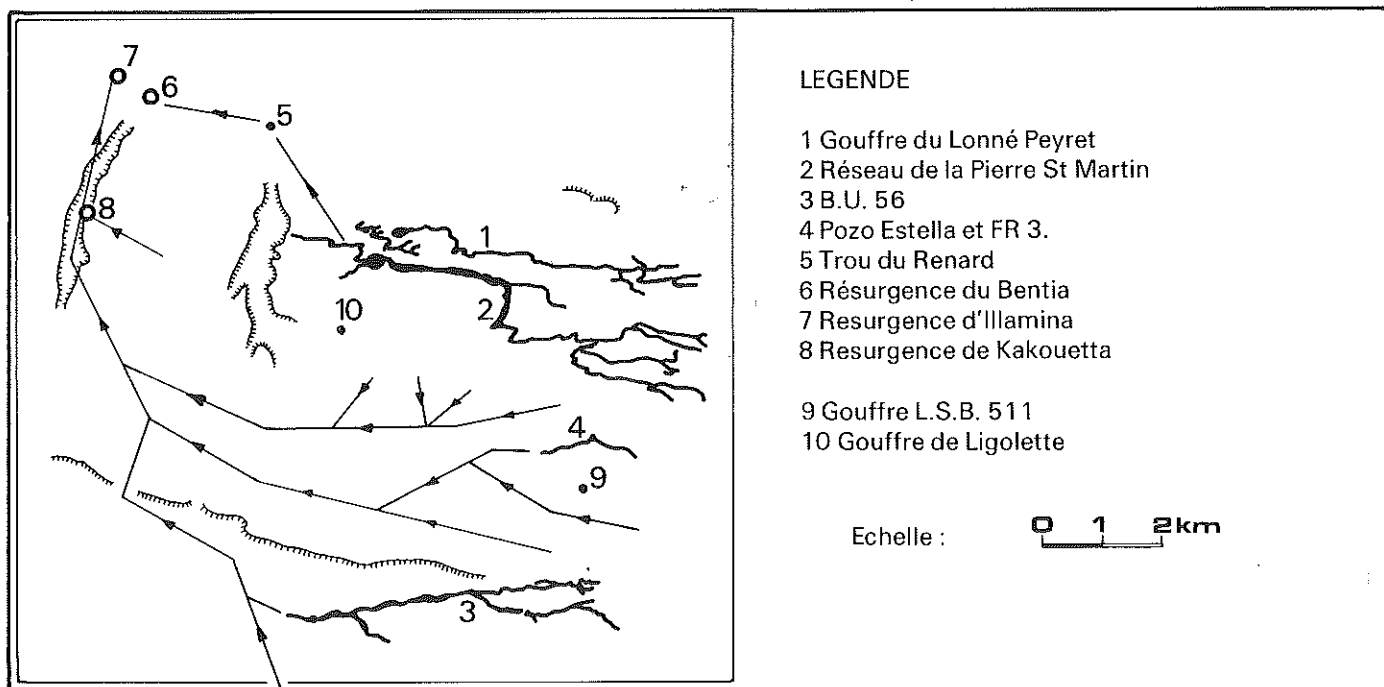 7
6
5
8
1
10
2
4
9
3
LEGENDE
1 Gouffre du Lonné Peyret
2 Réseau de la Pierre St Martin
3 B.U. 56
4 Pozo Estella et FR 3.
5 Trou du Renard
6 Résurgence du Bentia
7 Resurgence d'Illamina
8 Resurgence de Kakouetta
9 Gouffre L.S.B. 511
10 Gouffre de Ligolette
Echelle : 0 1 2km